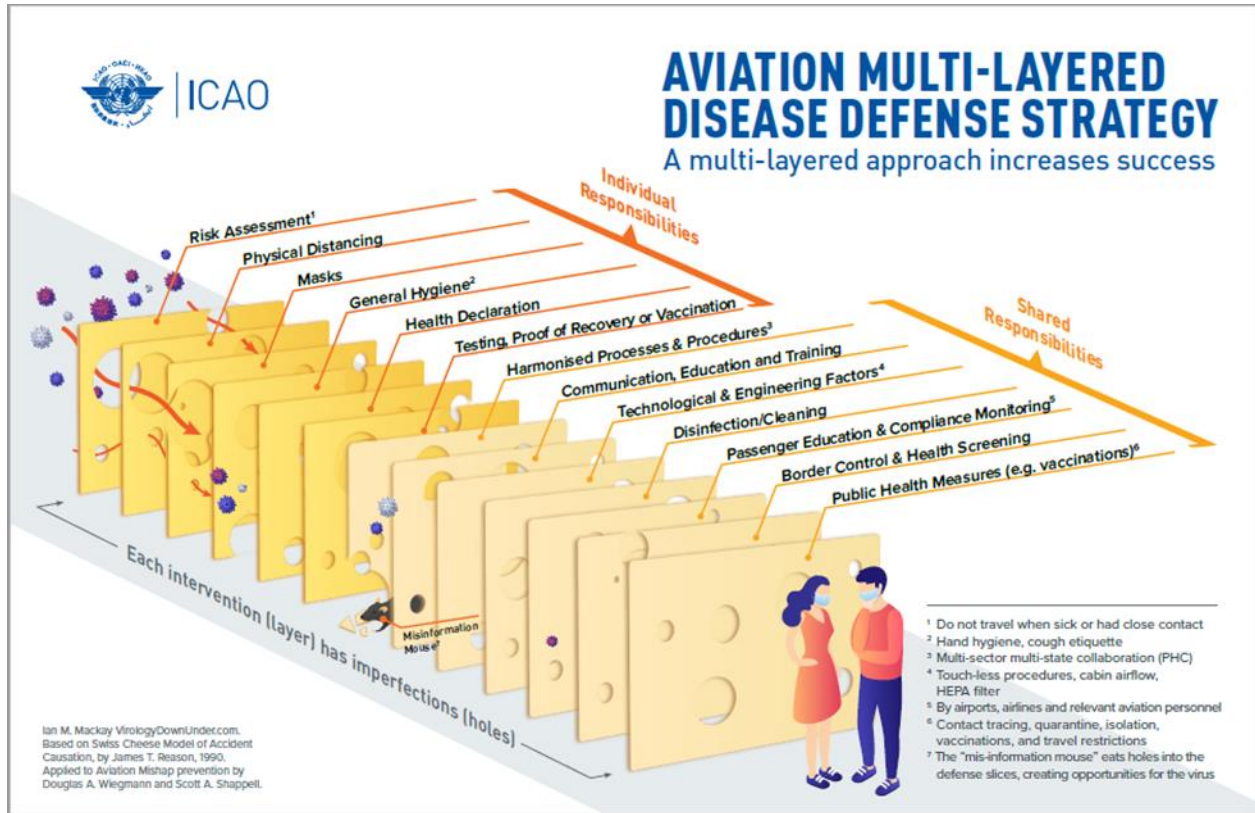 ICAO · OACI · ИКАО
ICAO
AVIATION MULTI-LAYERED
DISEASE DEFENSE STRATEGY
A multi-layered approach increases success
Individual
Responsibilities
Risk Assessment¹
Physical Distancing
Masks
General Hygiene²
Health Declaration
Testing, Proof of Recovery or Vaccination
Shared
Responsibilities
Harmonised Processes & Procedures³
Communication, Education and Training
Technological & Engineering Factors⁴
Disinfection/Cleaning
Passenger Education & Compliance Monitoring⁵
Border Control & Health Screening
Public Health Measures (e.g. vaccinations)⁶
Misinformation
Mouse⁷
Each intervention (layer) has imperfections (holes)
¹ Do not travel when sick or had close contact
² Hand hygiene, cough etiquette
³ Multi-sector multi-state collaboration (PHC)
⁴ Touch-less procedures, cabin airflow,
HEPA filter
⁵ By airports, airlines and relevant aviation personnel
⁶ Contact tracing, quarantine, isolation,
vaccinations, and travel restrictions
⁷ The "mis-information mouse" eats holes into the
defense slices, creating opportunities for the virus
Ian M. Mackay VirologyDownUnder.com.
Based on Swiss Cheese Model of Accident
Causation, by James T. Reason, 1990.
Applied to Aviation Mishap prevention by
Douglas A. Wiegmann and Scott A. Shappell.